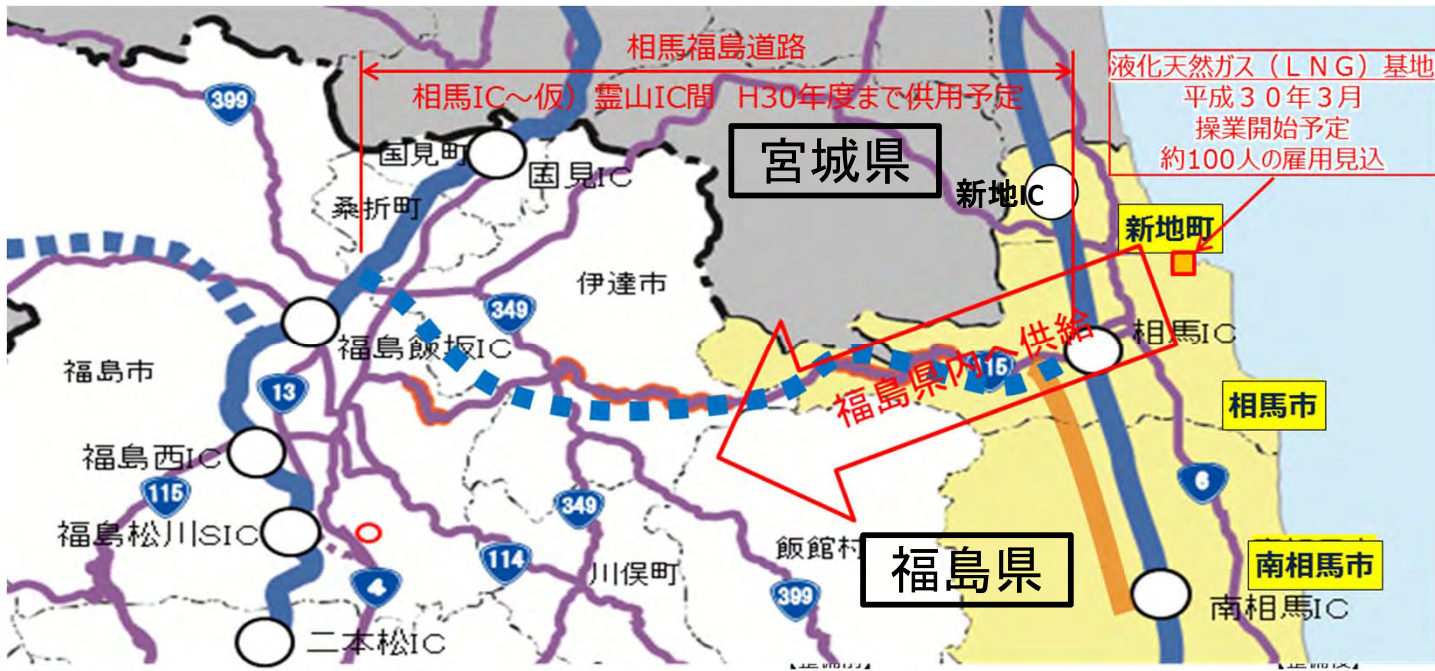 相馬福島道路
相馬IC～仮）霊山IC間 H30年度まで供用予定
液化天然ガス（ＬＮＧ）基地
平成３０年３月
操業開始予定
約100人の雇用見込
399
国見町
国見IC
桑折町
宮城県
新地IC
新地町
伊達市
349
福島飯坂IC
福島市
13
相馬IC
福島県内へ供給
15
相馬市
福島西IC
115
6
349
福島松川SIC
飯館村
福島県
南相馬市
114
川俣町
4
399
南相馬IC
二本松IC